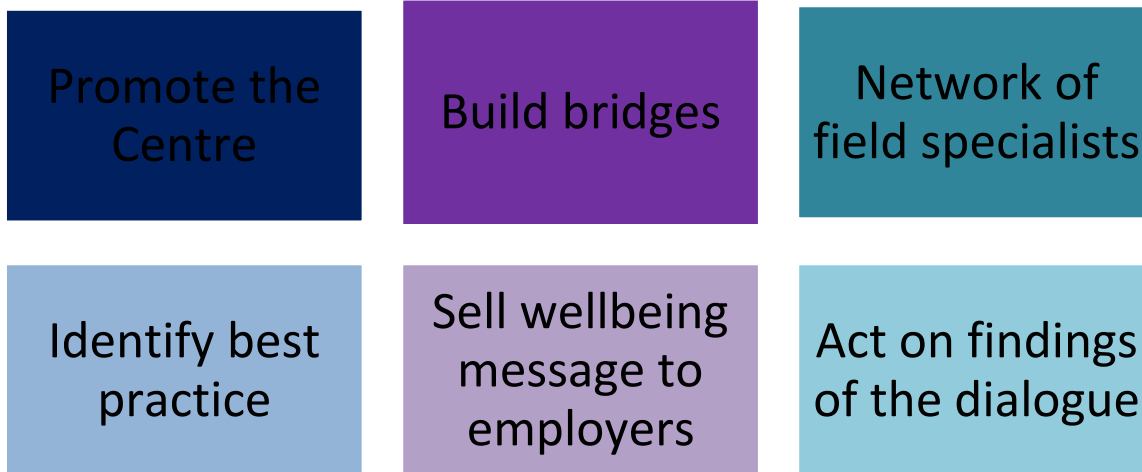 Promote the
Centre
Build bridges
Network of
field specialists
Identify best
practice
Sell wellbeing
message to
employers
Act on findings
of the dialogue